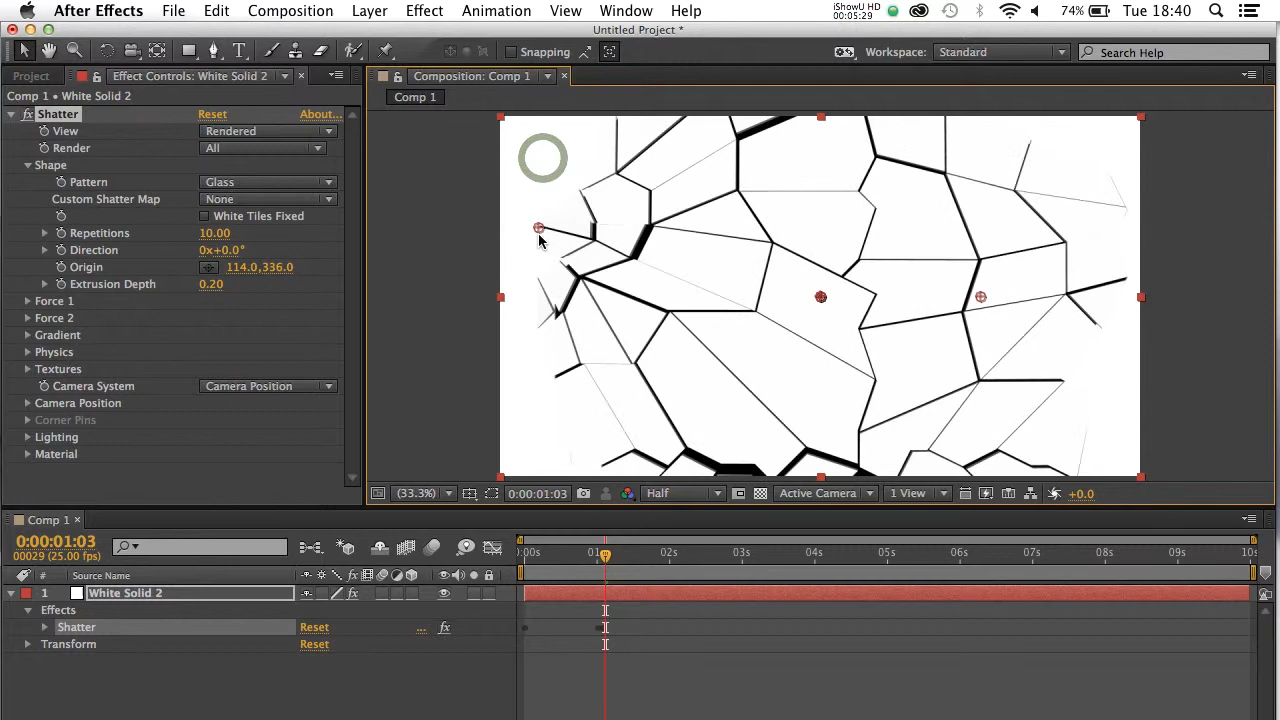 After Effects File Edit Composition Layer Effect Animation View Window Help iShowU HD 00:05:29 74% Tue 18:40
Untitled Project *
Snapping Workspace: Standard Search Help
Project Effect Controls: White Solid 2 Composition: Comp 1
Comp 1 • White Solid 2 Comp 1
fx Shatter Reset About...
View Rendered
Render All
Shape
Pattern Glass
Custom Shatter Map None
White Tiles Fixed
Repetitions 10.00
Direction 0x+0.0°
Origin 114.0,336.0
Extrusion Depth 0.20
Force 1
Force 2
Gradient
Physics
Textures
Camera System Camera Position
Camera Position
Corner Pins
Lighting
Material
(33.3%) 0:00:01:03 Half Active Camera 1 View +0.0
Comp 1
0:00:01:03
00029 (25.00 fps)
:00s 01s 02s 03s 04s 05s 06s 07s 08s 09s 10s
# Source Name fx
1 White Solid 2 fx
Effects
Shatter Reset ... fx
Transform Reset